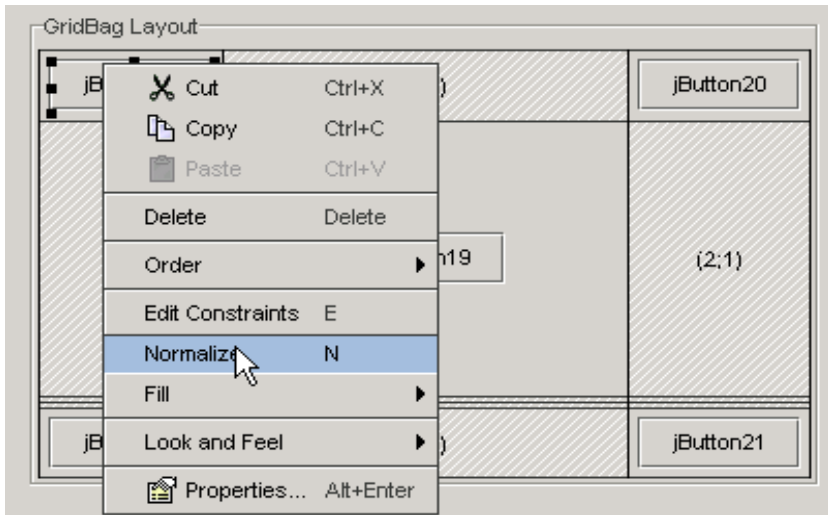 GridBag Layout
jB
)
jButton20
Cut Ctrl+X
Copy Ctrl+C
Paste Ctrl+V
Delete Delete
Order
n19
(2;1)
Edit Constraints E
Normalize N
Fill
jB
Look and Feel
)
jButton21
Properties... Alt+Enter